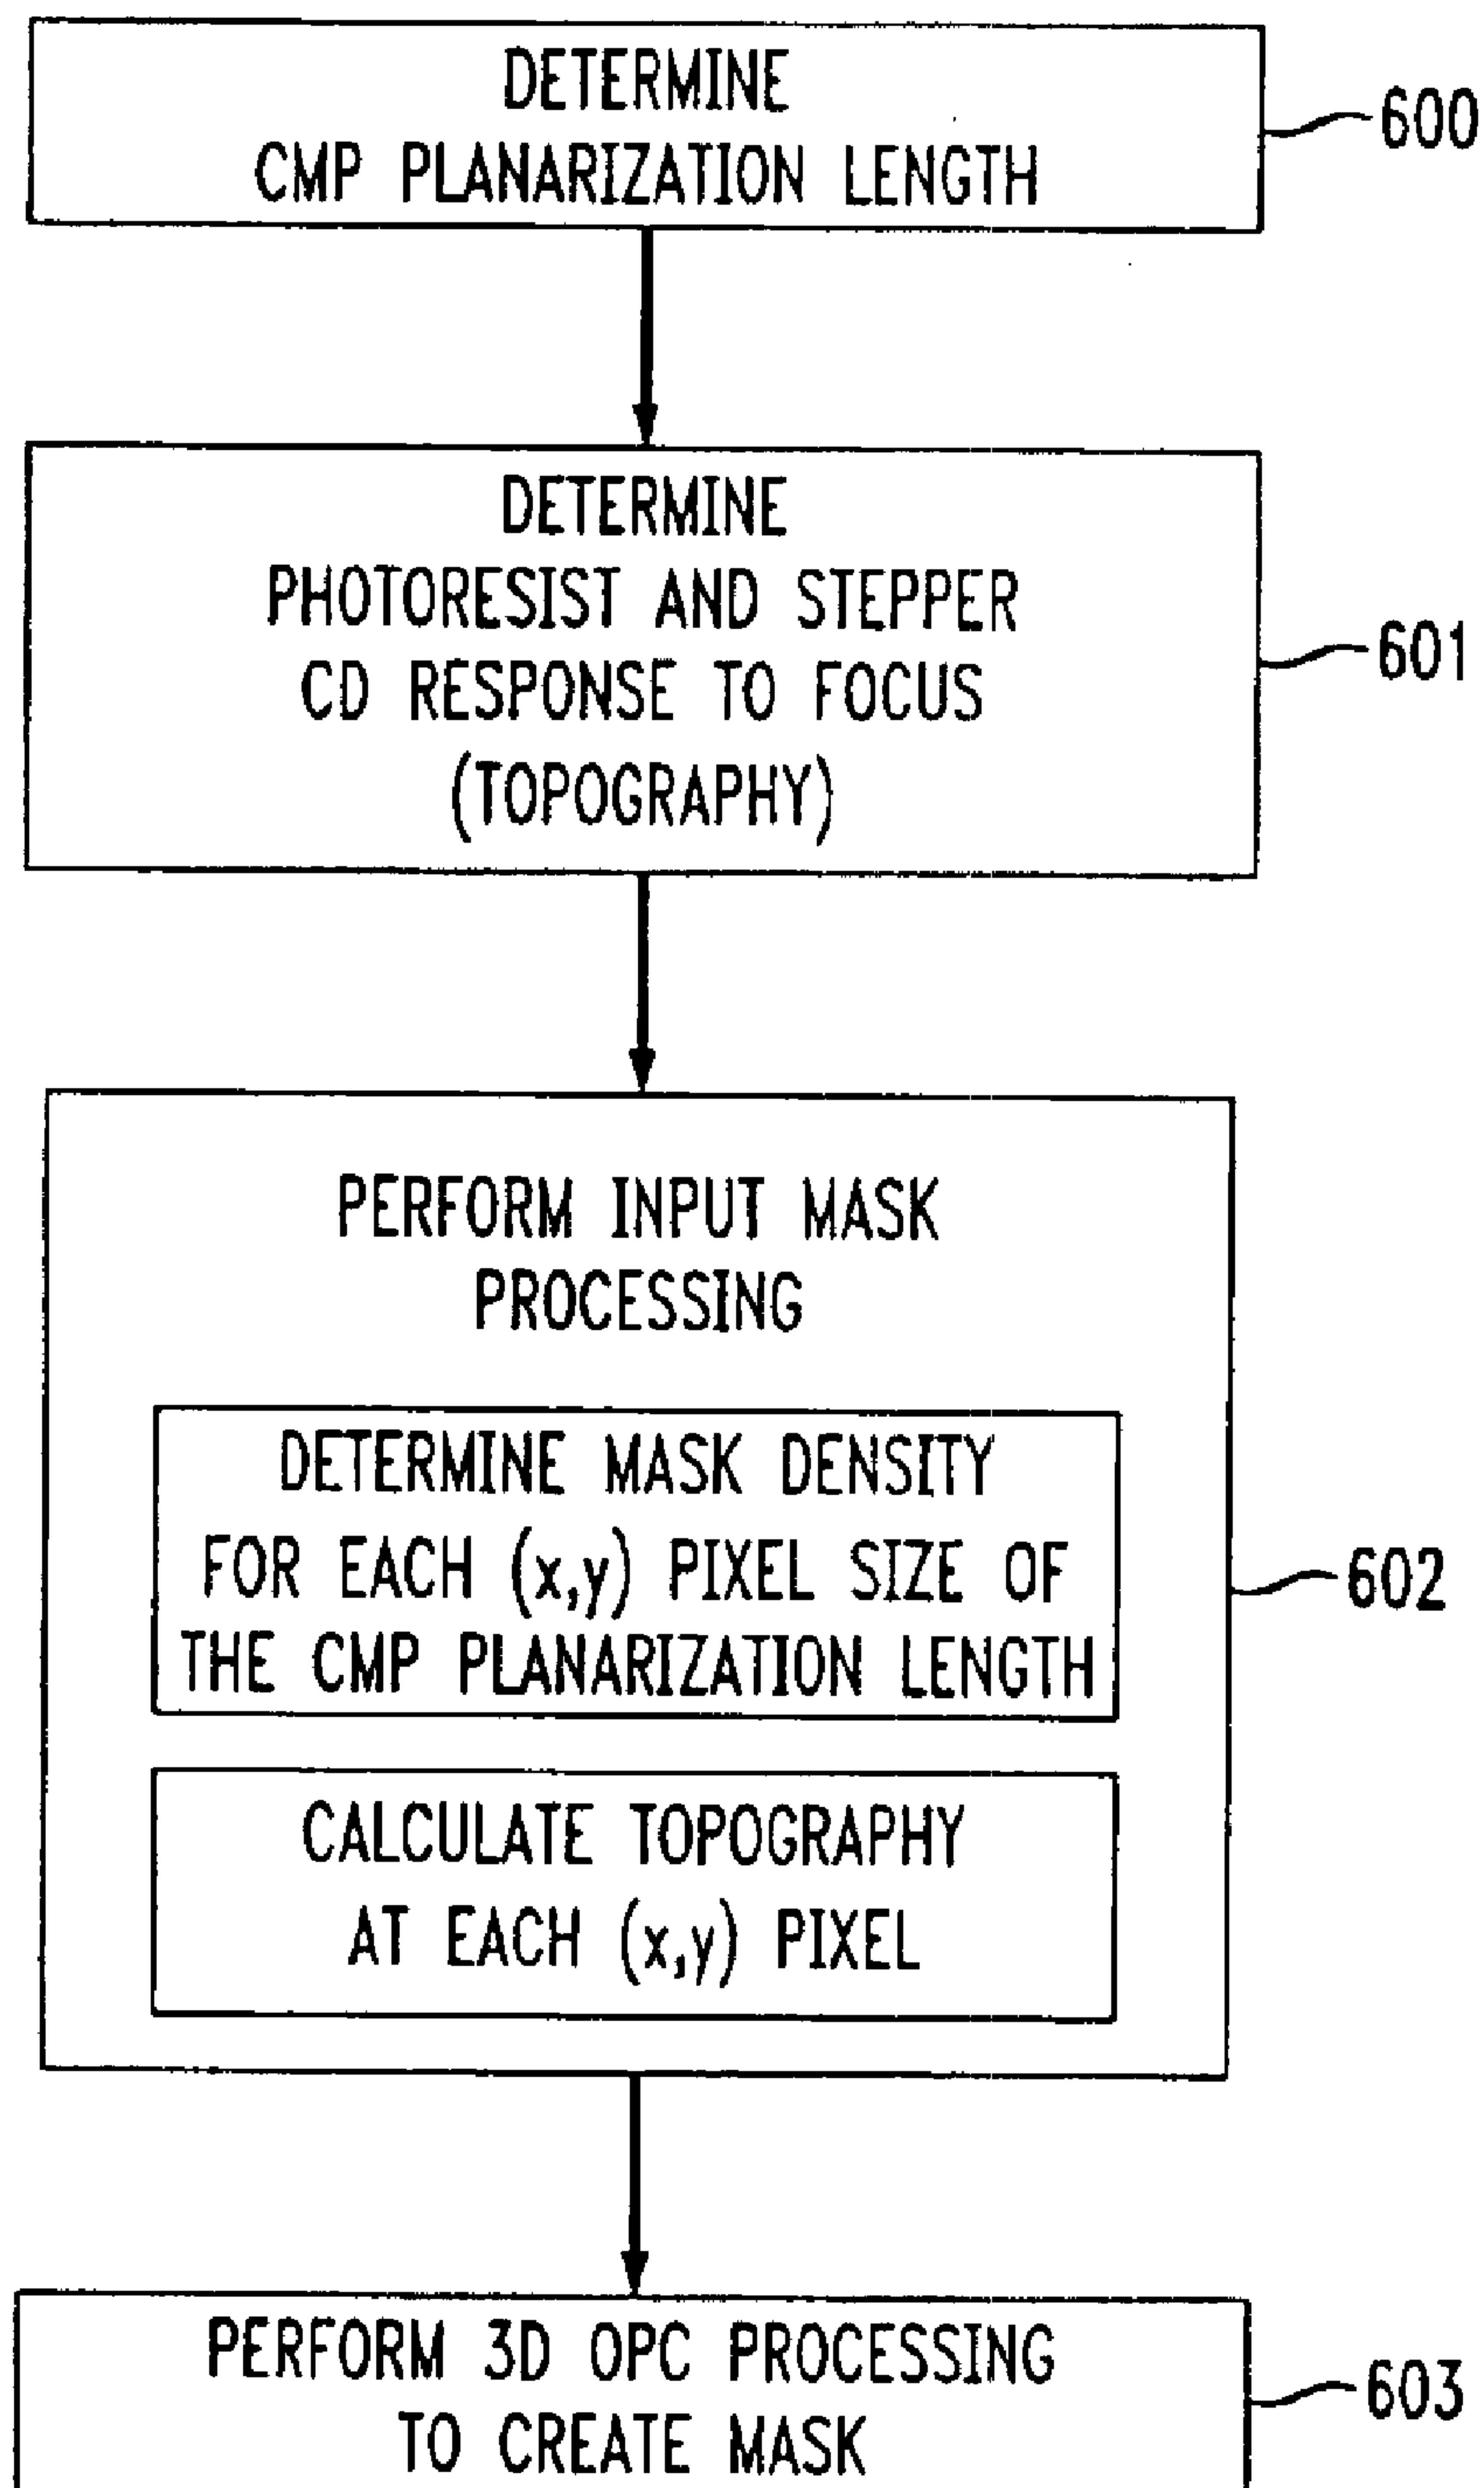 DETERMINE
CMP PLANARIZATION LENGTH
600
DETERMINE
PHOTORESIST AND STEPPER
CD RESPONSE TO FOCUS
(TOPOGRAPHY)
601
PERFORM INPUT MASK
PROCESSING
DETERMINE MASK DENSITY
FOR EACH (x,y) PIXEL SIZE OF
THE CMP PLANARIZATION LENGTH
602
CALCULATE TOPOGRAPHY
AT EACH (x,y) PIXEL
PERFORM 3D OPC PROCESSING
TO CREATE MASK
603